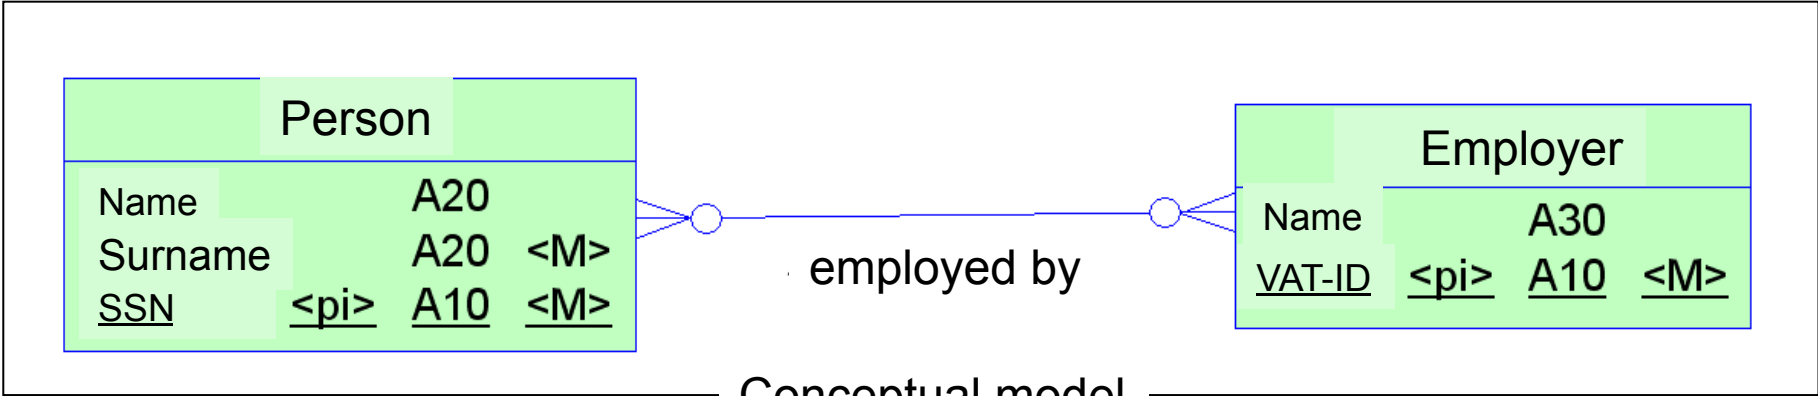 Person
Name A20
Surname A20 <M>
SSN <pi> A10 <M>
employed by
Employer
Name A30
VAT-ID <pi> A10 <M>
Conceptual model